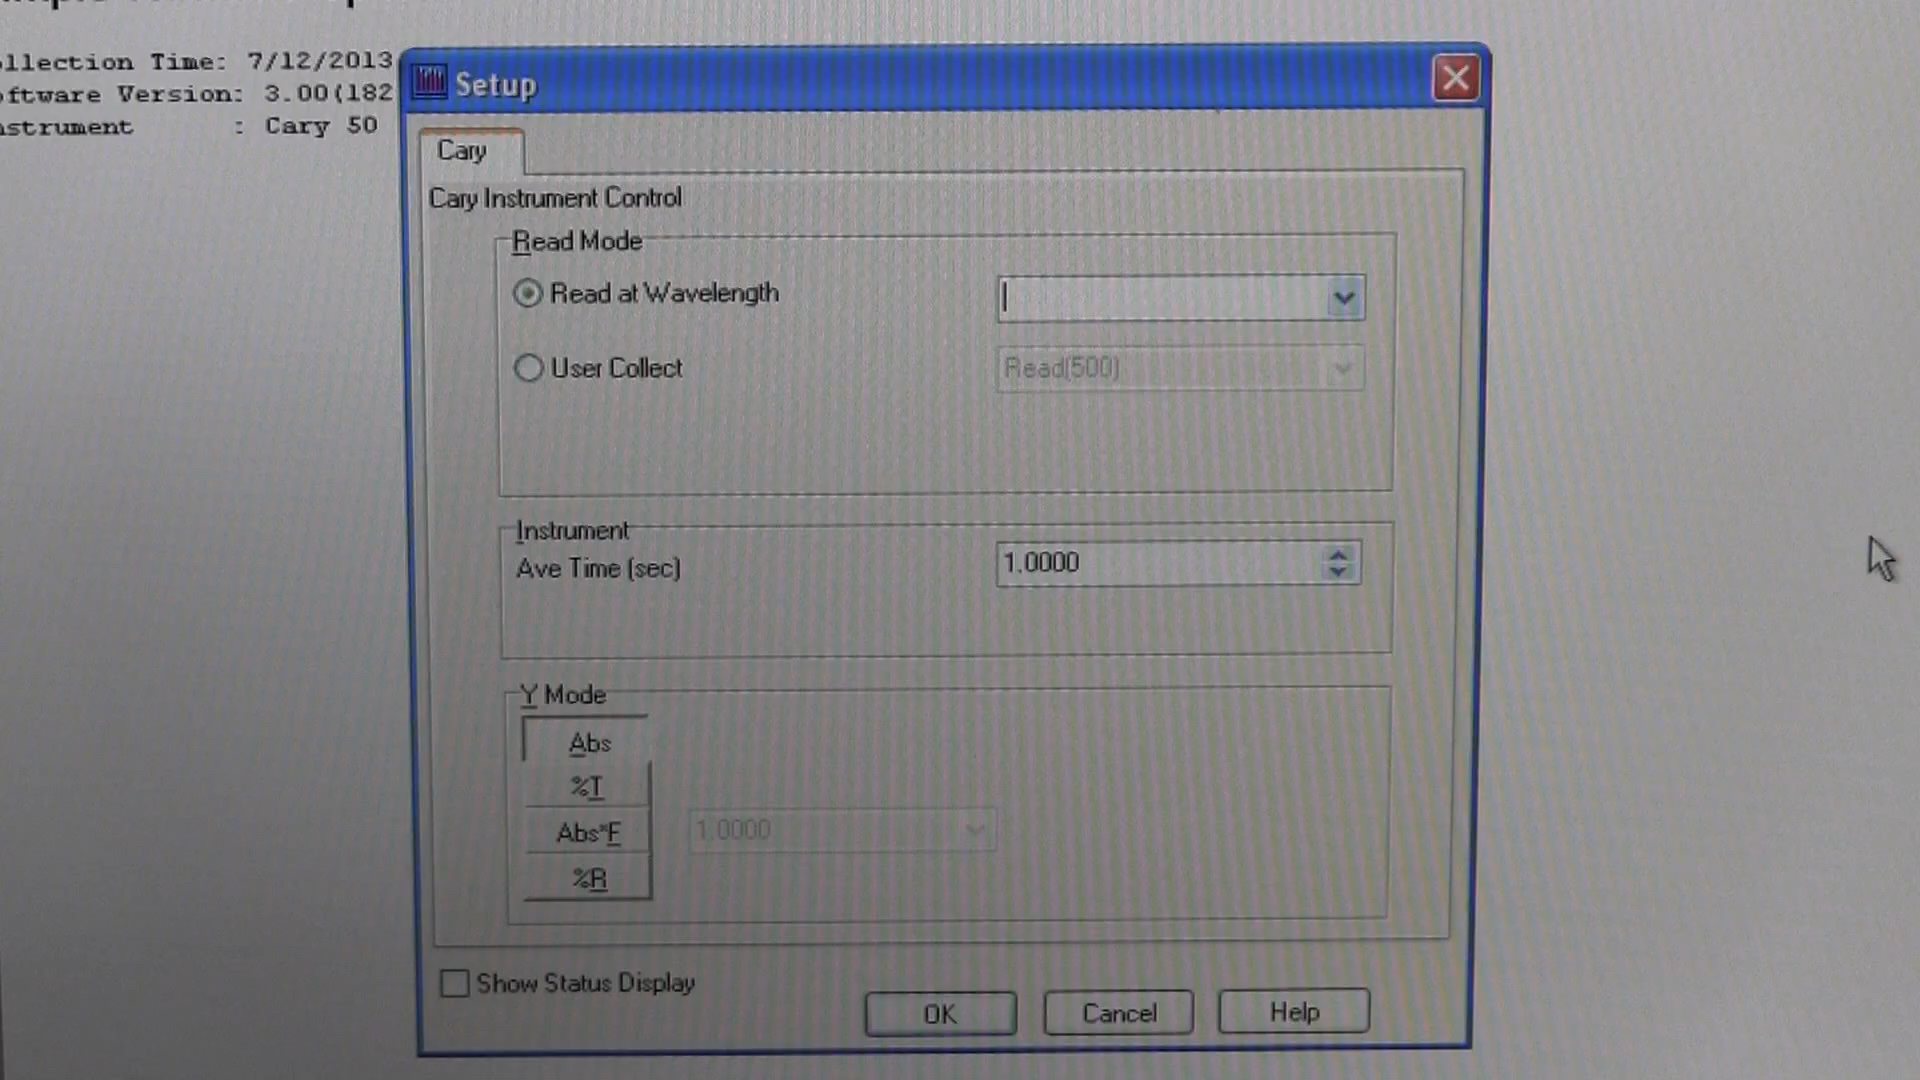 llection Time: 7/12/2013
ftware Version: 3.00(182
strument : Cary 50
Setup
Cary
Cary Instrument Control
Read Mode
Read at Wavelength
User Collect Read(500)
Instrument
Ave Time (sec) 1.0000
Y Mode
Abs
%T
Abs*F 1.0000
%R
Show Status Display
OK Cancel Help